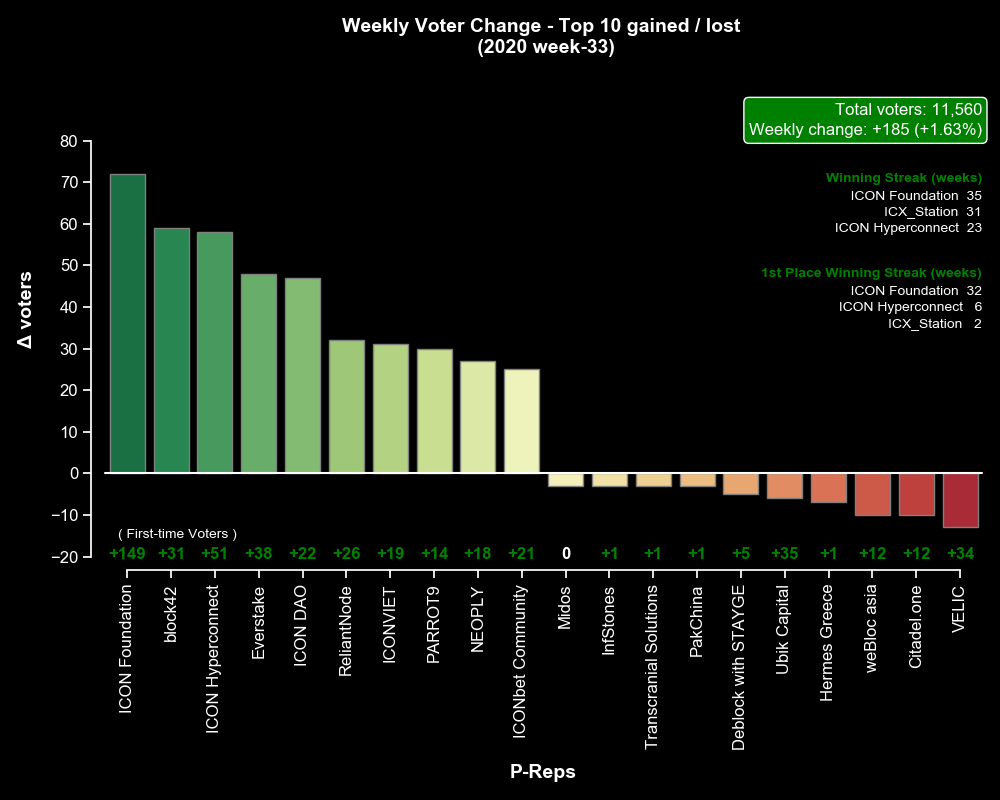 Weekly Voter Change - Top 10 gained / lost
(2020 week-33)
Total voters: 11,560
Weekly change: +185 (+1.63%)
Winning Streak (weeks)
ICON Foundation 35
ICX_Station 31
ICON Hyperconnect 23
1st Place Winning Streak (weeks)
ICON Foundation 32
ICON Hyperconnect 6
ICX_Station 2
Δ voters
80
70
60
50
40
30
20
10
0
−10
−20
( First-time Voters )
+149 +31 +51 +38 +22 +26 +19 +14 +18 +21 0 +1 +1 +1 +5 +35 +1 +12 +12 +34
ICON Foundation
block42
ICON Hyperconnect
Everstake
ICON DAO
ReliantNode
ICONVIET
PARROT9
NEOPLY
ICONbet Community
Midos
InfStones
Transcranial Solutions
PakChina
Deblock with STAYGE
Ubik Capital
Hermes Greece
weBloc asia
Citadel.one
VELIC
P-Reps